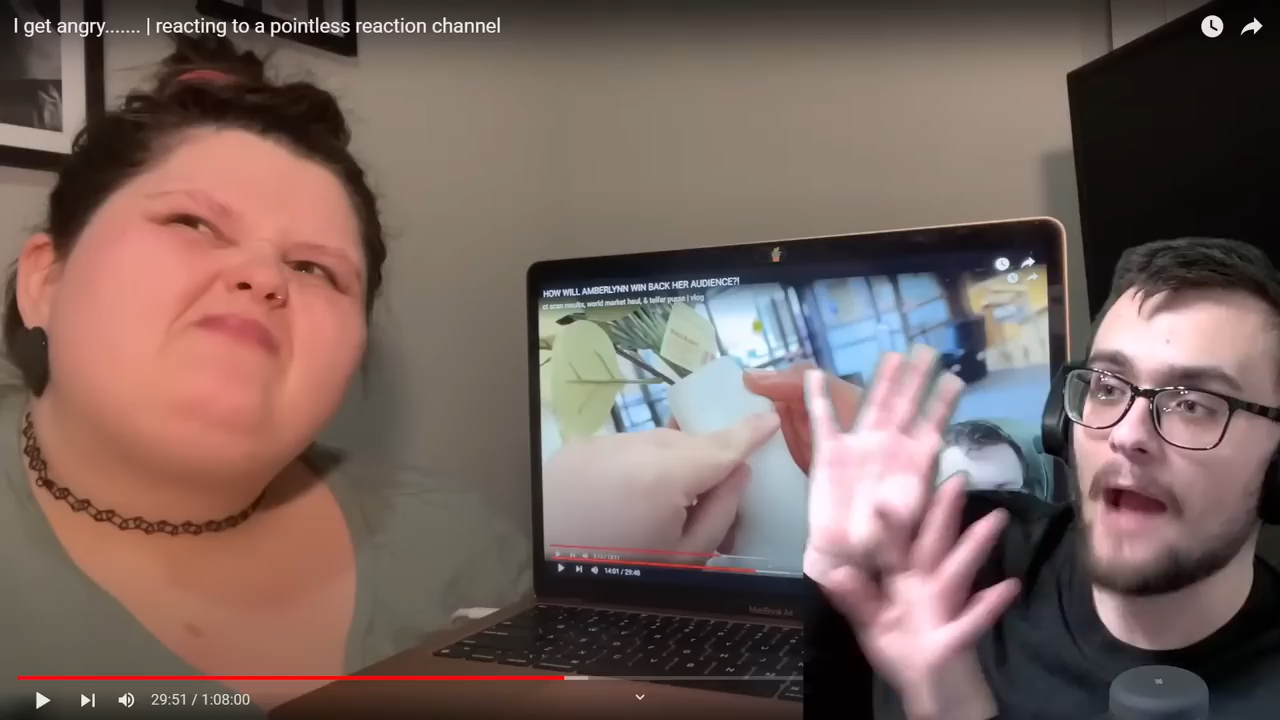 I get angry....... | reacting to a pointless reaction channel
HOW WILL AMBERLYNN WIN BACK HER AUDIENCE?!
ct scan results, world market haul, & telfar purse | vlog
14:01 / 29:48
MacBook Air
29:51 / 1:08:00